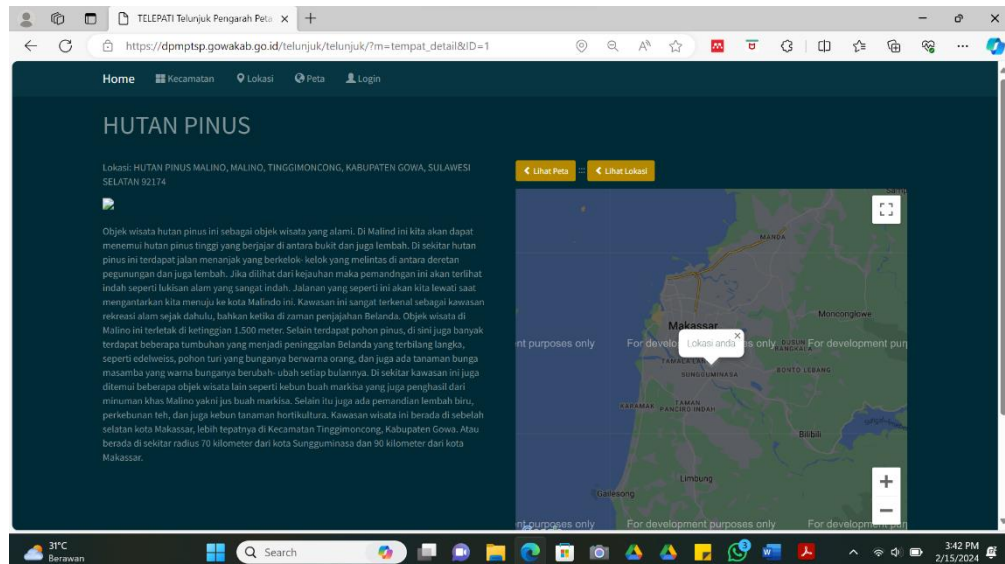 TELEPATI Telunjuk Pengarah Peta
https://dpmptsp.gowakab.go.id/telunjuk/telunjuk/?m=tempat_detail&ID=1
Home Kecamatan Lokasi Peta Login
HUTAN PINUS
Lokasi: HUTAN PINUS MALINO, MALINO, TINGGIMONCONG, KABUPATEN GOWA, SULAWESI
SELATAN 92174
Objek wisata hutan pinus ini sebagai objek wisata yang alami. Di Malind ini kita akan dapat
menemui hutan pinus tinggi yang berjajar di antara bukit dan juga lembah. Di sekitar hutan
pinus ini terdapat jalan menanjak yang berkelok- kelok yang melintas di antara deretan
pegunungan dan juga lembah. Jika dilihat dari kejauhan maka pemandngan ini akan terlihat
indah seperti lukisan alam yang sangat indah. Jalanan yang seperti ini akan kita lewati saat
mengantarkan kita menuju ke kota Malindo ini. Kawasan ini sangat terkenal sebagai kawasan
rekreasi alam sejak dahulu, bahkan ketika di zaman penjajahan Belanda. Objek wisata di
Malino ini terletak di ketinggian 1.500 meter. Selain terdapat pohon pinus, di sini juga banyak
terdapat beberapa tumbuhan yang menjadi peninggalan Belanda yang terbilang langka,
seperti edelweiss, pohon turi yang bunganya berwarna orang, dan juga ada tanaman bunga
masamba yang warna bunganya berubah- ubah setiap bulannya. Di sekitar kawasan ini juga
ditemui beberapa objek wisata lain seperti kebun buah markisa yang juga penghasil dari
minuman khas Malino yakni jus buah markisa. Selain itu juga ada pemandian lembah biru,
perkebunan teh, dan juga kebun tanaman hortikultura. Kawasan wisata ini berada di sebelah
selatan kota Makassar, lebih tepatnya di Kecamatan Tinggimoncong, Kabupaten Gowa. Atau
berada di sekitar radius 70 kilometer dari kota Sungguminasa dan 90 kilometer dari kota
Makassar.
Lihat Peta ::: Lihat Lokasi
MANDAI
Monconglowe
Makassar
Lokasi anda
nt purposes only For develo es only For development pur
BONTO LEBANG
SUNGGUMINASA
TAMAN
BARAMAK PANCIRO INDAH
Bilibili
Limbung
Galesong
nt purposes only For development purposes only For development pur
31°C
Berawan
Search
3:42 PM
2/15/2024